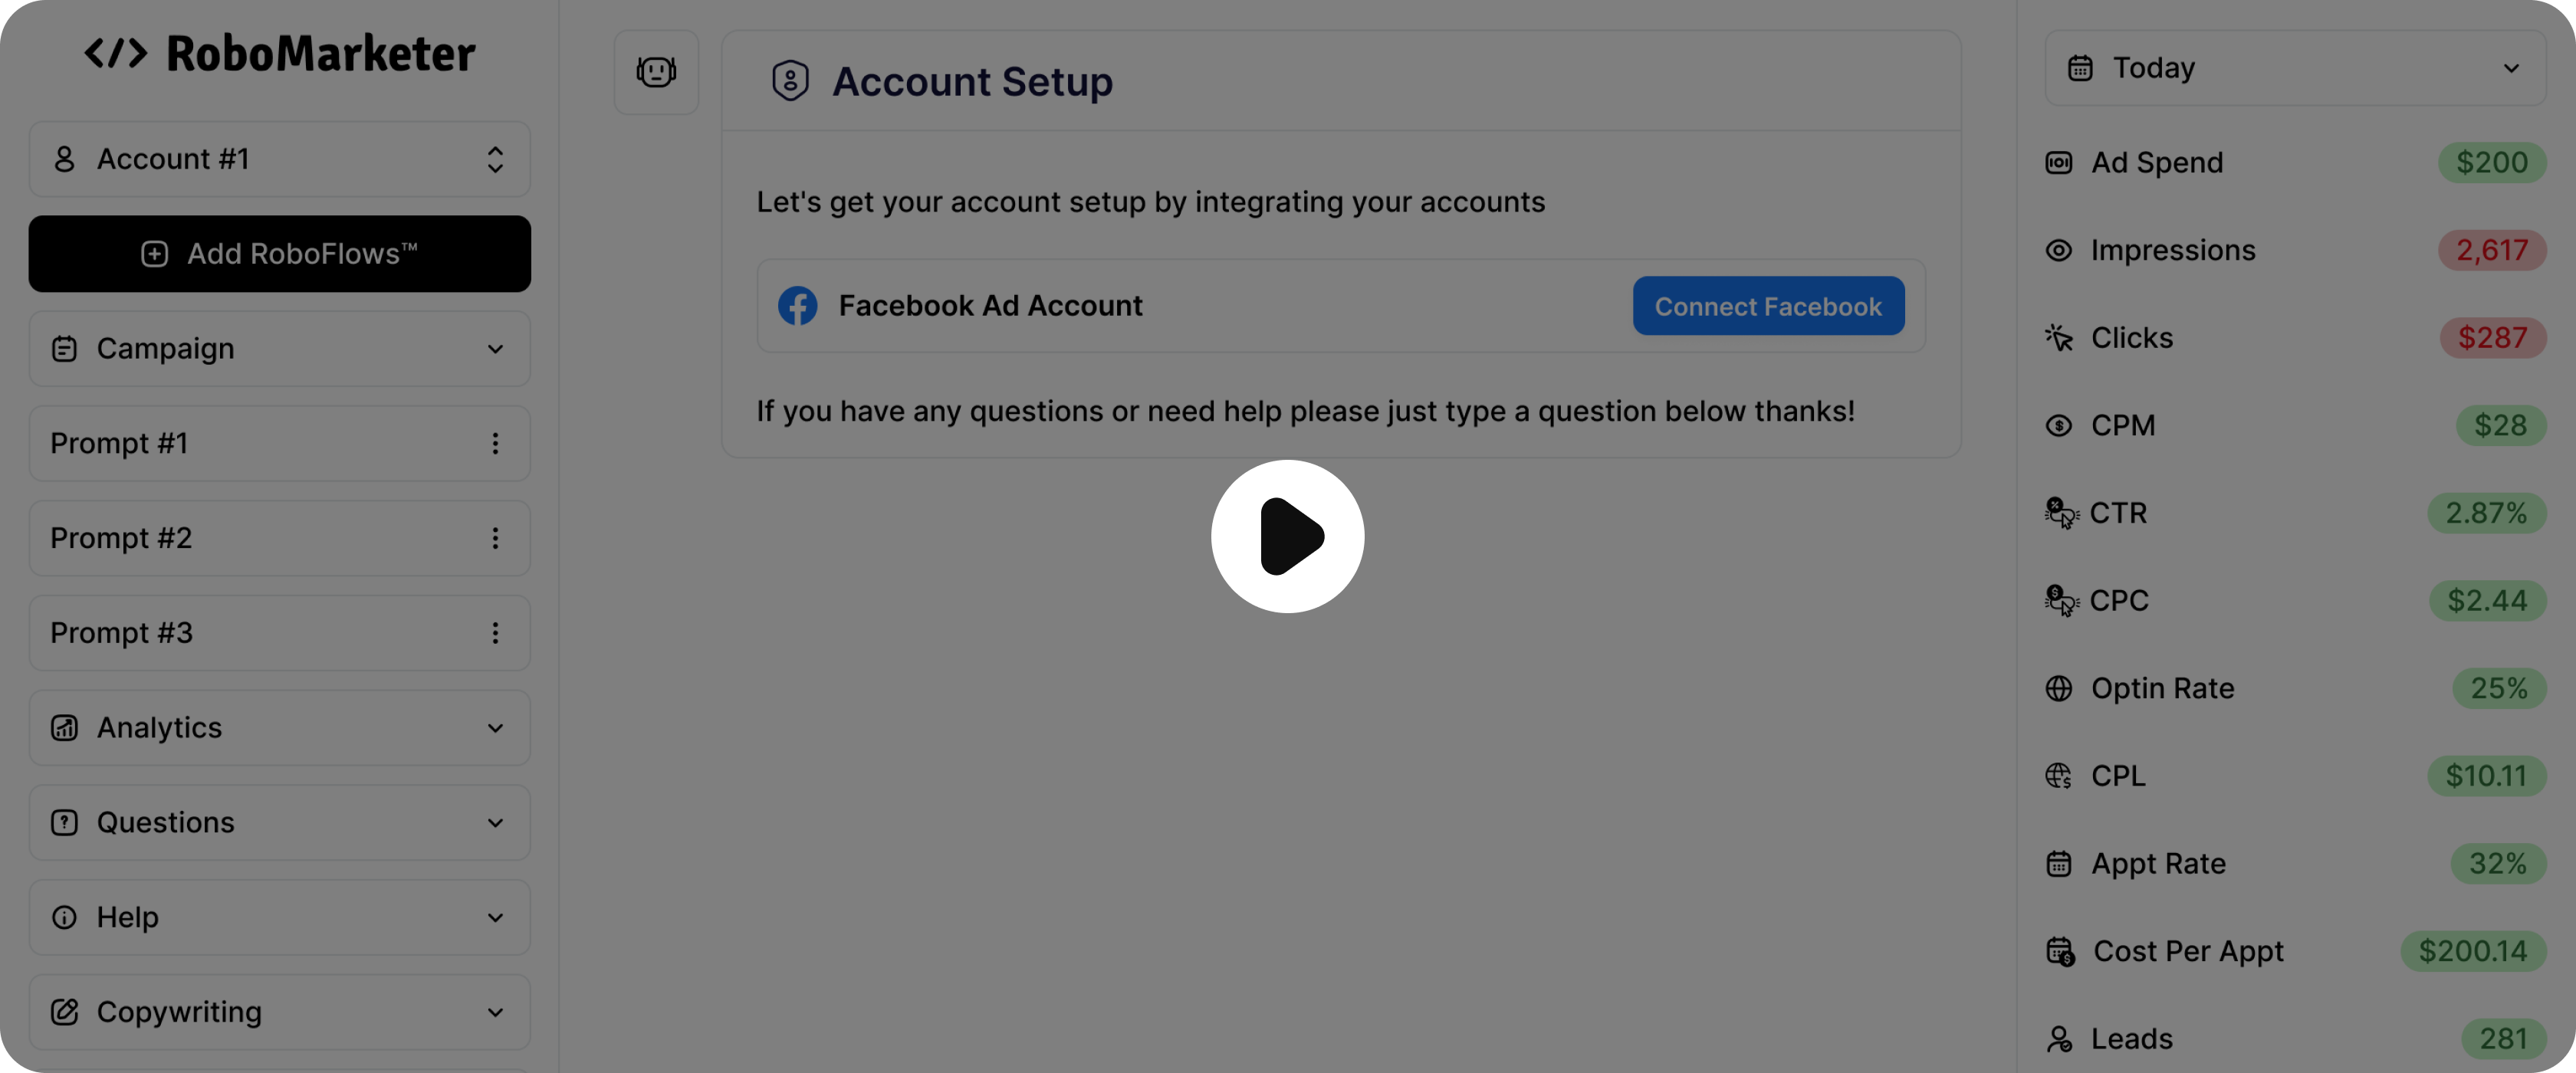 </> RoboMarketer
Account #1
Add RoboFlows™
Campaign
Prompt #1
Prompt #2
Prompt #3
Analytics
Questions
Help
Copywriting
Account Setup
Let's get your account setup by integrating your accounts
Facebook Ad Account
Connect Facebook
If you have any questions or need help please just type a question below thanks!
Today
Ad Spend $200
Impressions 2,617
Clicks $287
CPM $28
CTR 2.87%
CPC $2.44
Optin Rate 25%
CPL $10.11
Appt Rate 32%
Cost Per Appt $200.14
Leads 281